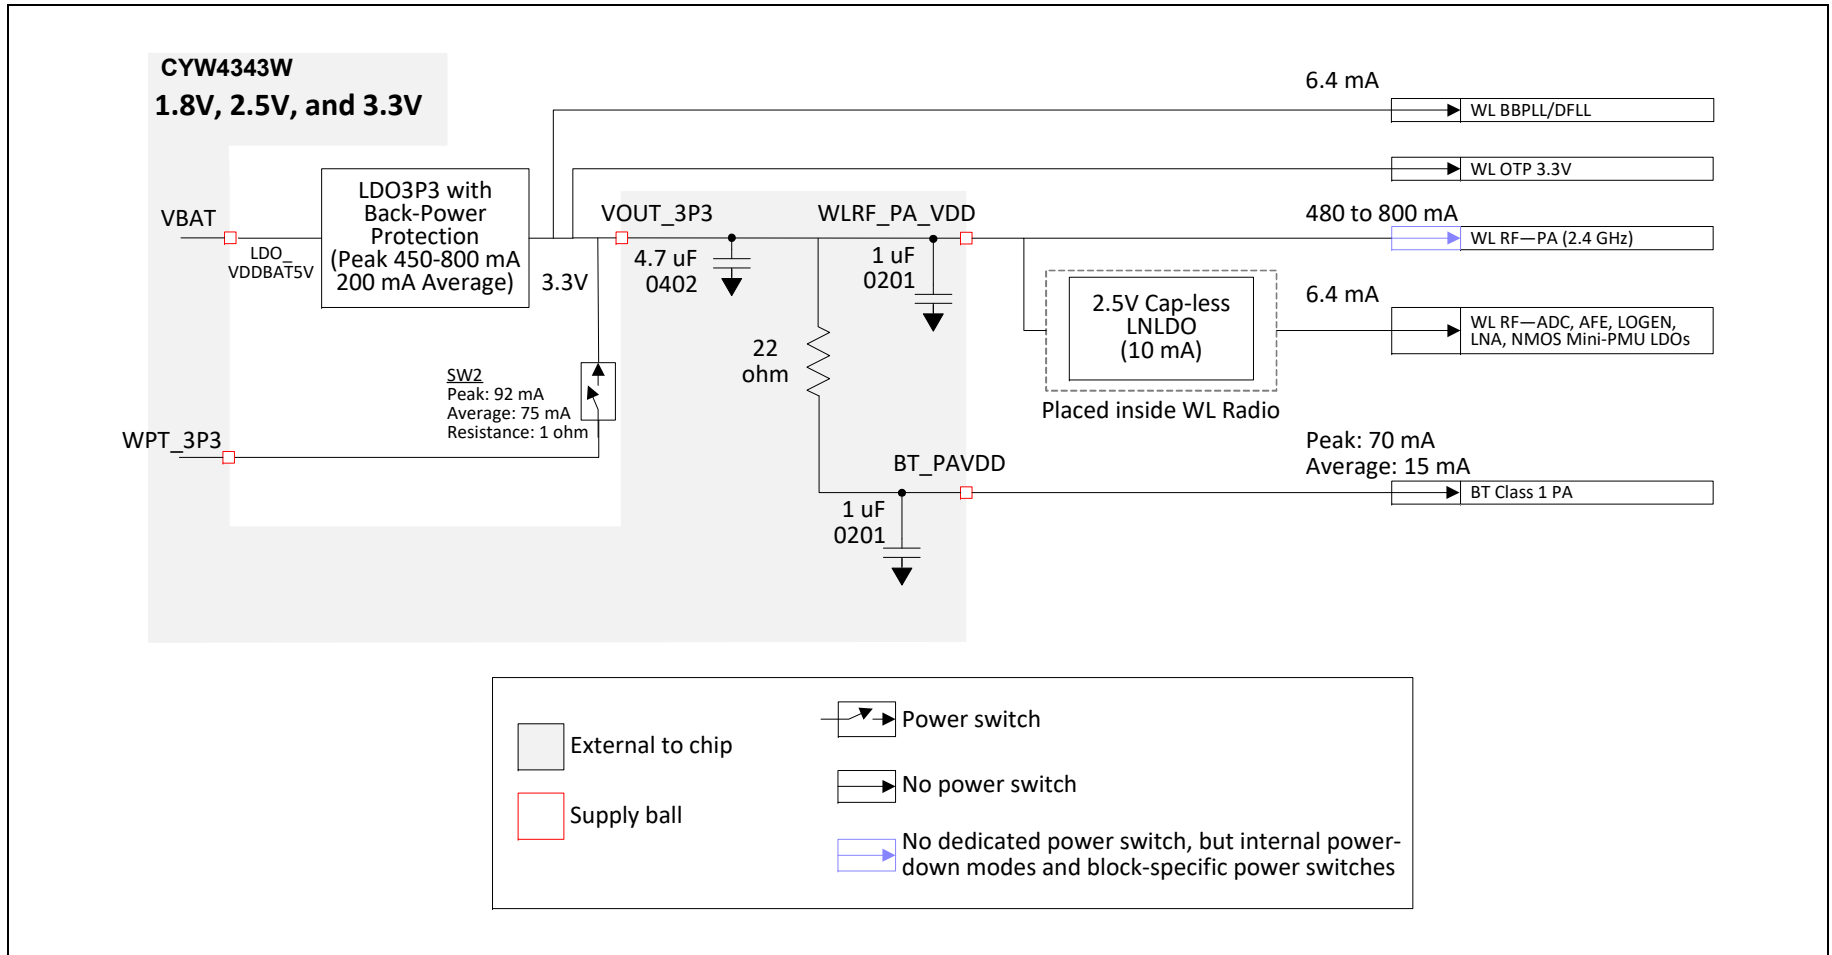 CYW4343W
1.8V, 2.5V, and 3.3V
6.4 mA
WL BBPLL/DFLL
WL OTP 3.3V
LDO3P3 with
Back-Power
Protection
(Peak 450-800 mA
200 mA Average)
VBAT
LDO_
VDDBAT5V
3.3V
VOUT_3P3
4.7 uF
0402
WLRF_PA_VDD
1 uF
0201
480 to 800 mA
WL RF—PA (2.4 GHz)
2.5V Cap-less
LNLDO
(10 mA)
Placed inside WL Radio
6.4 mA
WL RF—ADC, AFE, LOGEN,
LNA, NMOS Mini-PMU LDOs
22
ohm
SW2
Peak: 92 mA
Average: 75 mA
Resistance: 1 ohm
WPT_3P3
BT_PAVDD
1 uF
0201
Peak: 70 mA
Average: 15 mA
BT Class 1 PA
External to chip
Supply ball
Power switch
No power switch
No dedicated power switch, but internal power-
down modes and block-specific power switches